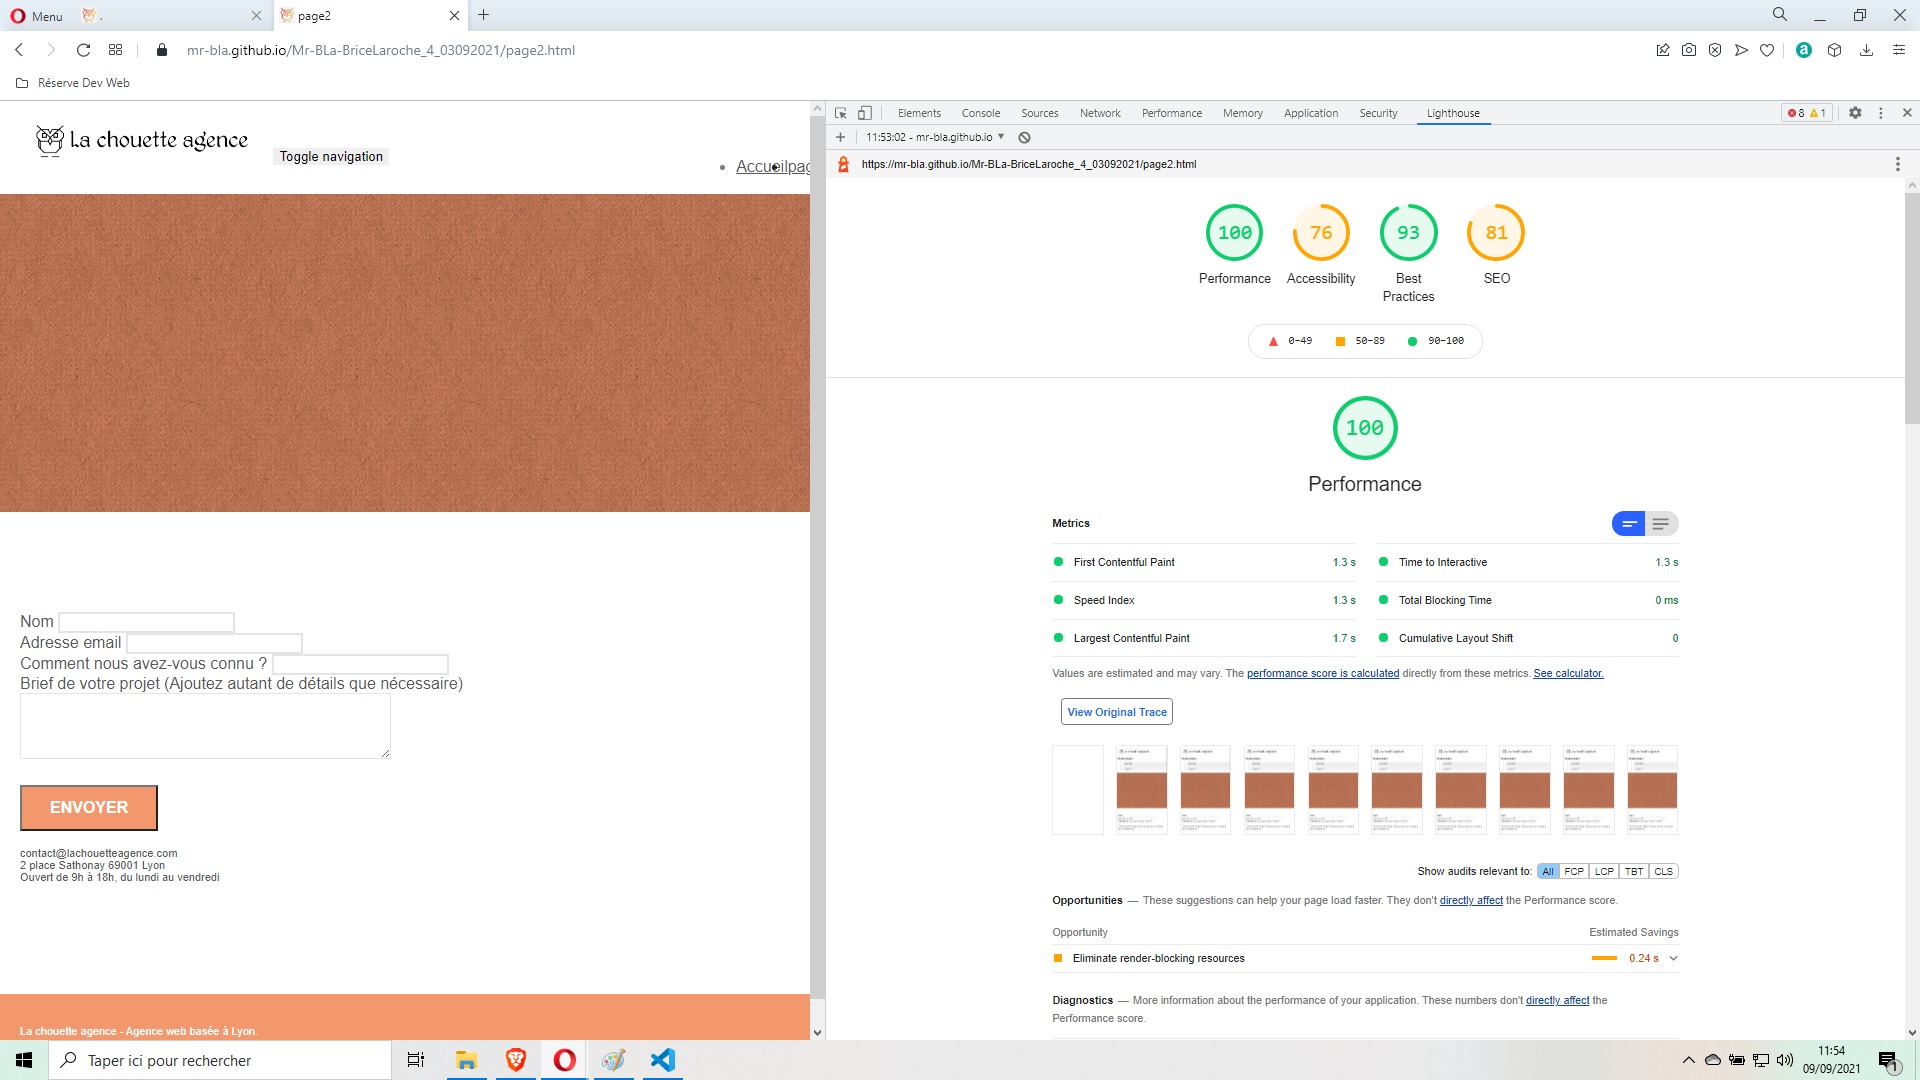 Menu
.
page2
mr-bla.github.io/Mr-BLa-BriceLaroche_4_03092021/page2.html
Réserve Dev Web
La chouette agence
Toggle navigation
Accueil
Elements Console Sources Network Performance Memory Application Security Lighthouse
8 1
11:53:02 - mr-bla.github.io
https://mr-bla.github.io/Mr-BLa-BriceLaroche_4_03092021/page2.html
100 76 93 81
Performance Accessibility Best Practices SEO
0–49 50–89 90–100
100
Performance
Metrics
First Contentful Paint 1.3 s
Time to Interactive 1.3 s
Speed Index 1.3 s
Total Blocking Time 0 ms
Largest Contentful Paint 1.7 s
Cumulative Layout Shift 0
Values are estimated and may vary. The performance score is calculated directly from these metrics. See calculator.
View Original Trace
Show audits relevant to: All FCP LCP TBT CLS
Opportunities — These suggestions can help your page load faster. They don't directly affect the Performance score.
Opportunity Estimated Savings
Eliminate render-blocking resources 0.24 s
Diagnostics — More information about the performance of your application. These numbers don't directly affect the
Performance score.
Nom
Adresse email
Comment nous avez-vous connu ?
Brief de votre projet (Ajoutez autant de détails que nécessaire)
ENVOYER
contact@lachouetteagence.com
2 place Sathonay 69001 Lyon
Ouvert de 9h à 18h, du lundi au vendredi
La chouette agence - Agence web basée à Lyon.
Taper ici pour rechercher
11:54
09/09/2021
1